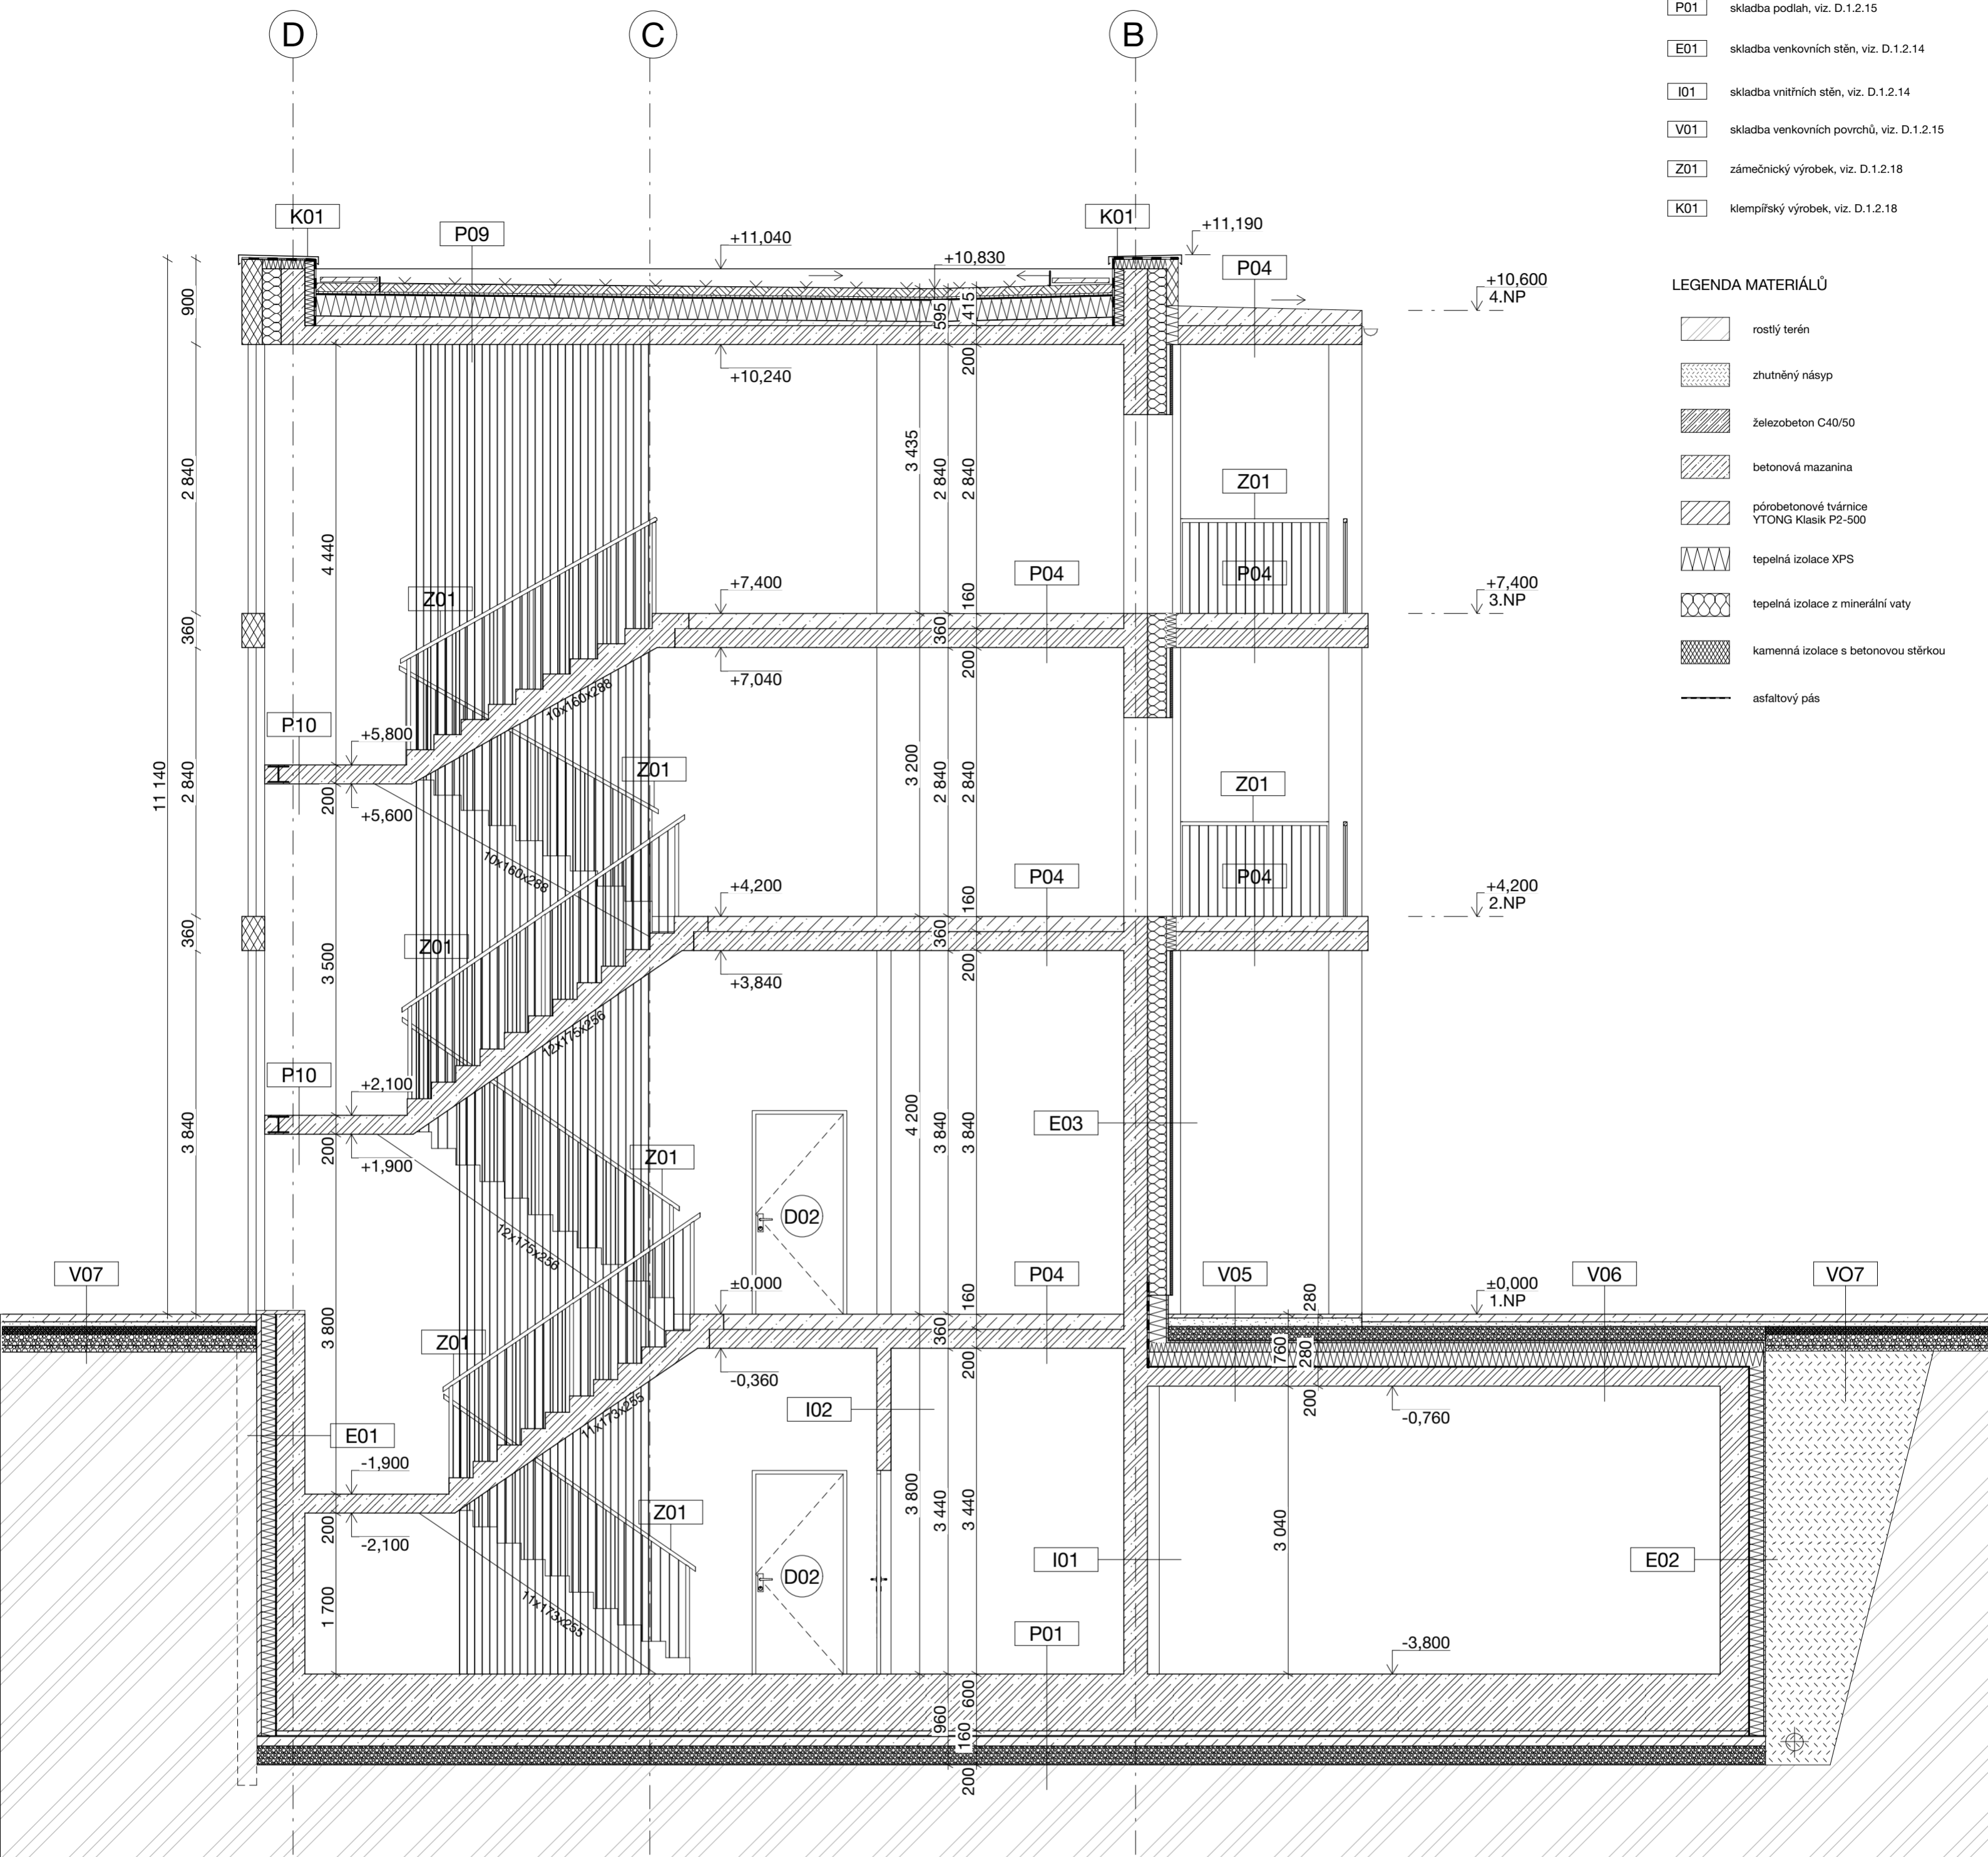 D
C
B
P01 skladba podlah, viz. D.1.2.15
E01 skladba venkovních stěn, viz. D.1.2.14
I01 skladba vnitřních stěn, viz. D.1.2.14
V01 skladba venkovních povrchů, viz. D.1.2.15
Z01 zámečnický výrobek, viz. D.1.2.18
K01 klempířský výrobek, viz. D.1.2.18
LEGENDA MATERIÁLŮ
rostlý terén
zhutněný násyp
železobeton C40/50
betonová mazanina
pórobetonové tvárnice
YTONG Klasik P2-500
tepelná izolace XPS
tepelná izolace z minerální vaty
kamenná izolace s betonovou stěrkou
asfaltový pás
K01
P09
+11,040
+10,830
K01
+11,190
P04
+10,600
4.NP
900
595
415
200
+10,240
2 840
4 440
3 435
2 840
2 840
Z01
Z01
+7,400
P04
P04
+7,400
3.NP
160
360
360
200
+7,040
10x160x288
P10
+5,800
200
+5,600
Z01
Z01
11 140
2 840
3 200
2 840
2 840
10x160x288
+4,200
P04
P04
+4,200
2.NP
160
360
360
200
Z01
+3,840
3 500
12x175x256
P10
+2,100
200
+1,900
3 840
4 200
3 840
3 840
E03
Z01
D02
12x175x256
V07
±0,000
P04
V05
280
±0,000
1.NP
V06
VO7
160
360
200
3 800
Z01
-0,360
760
280
200
-0,760
I02
11x173x255
E01
-1,900
200
-2,100
Z01
3 800
3 440
3 440
3 040
D02
I01
E02
1 700
11x173x255
P01
-3,800
600
960
160
200